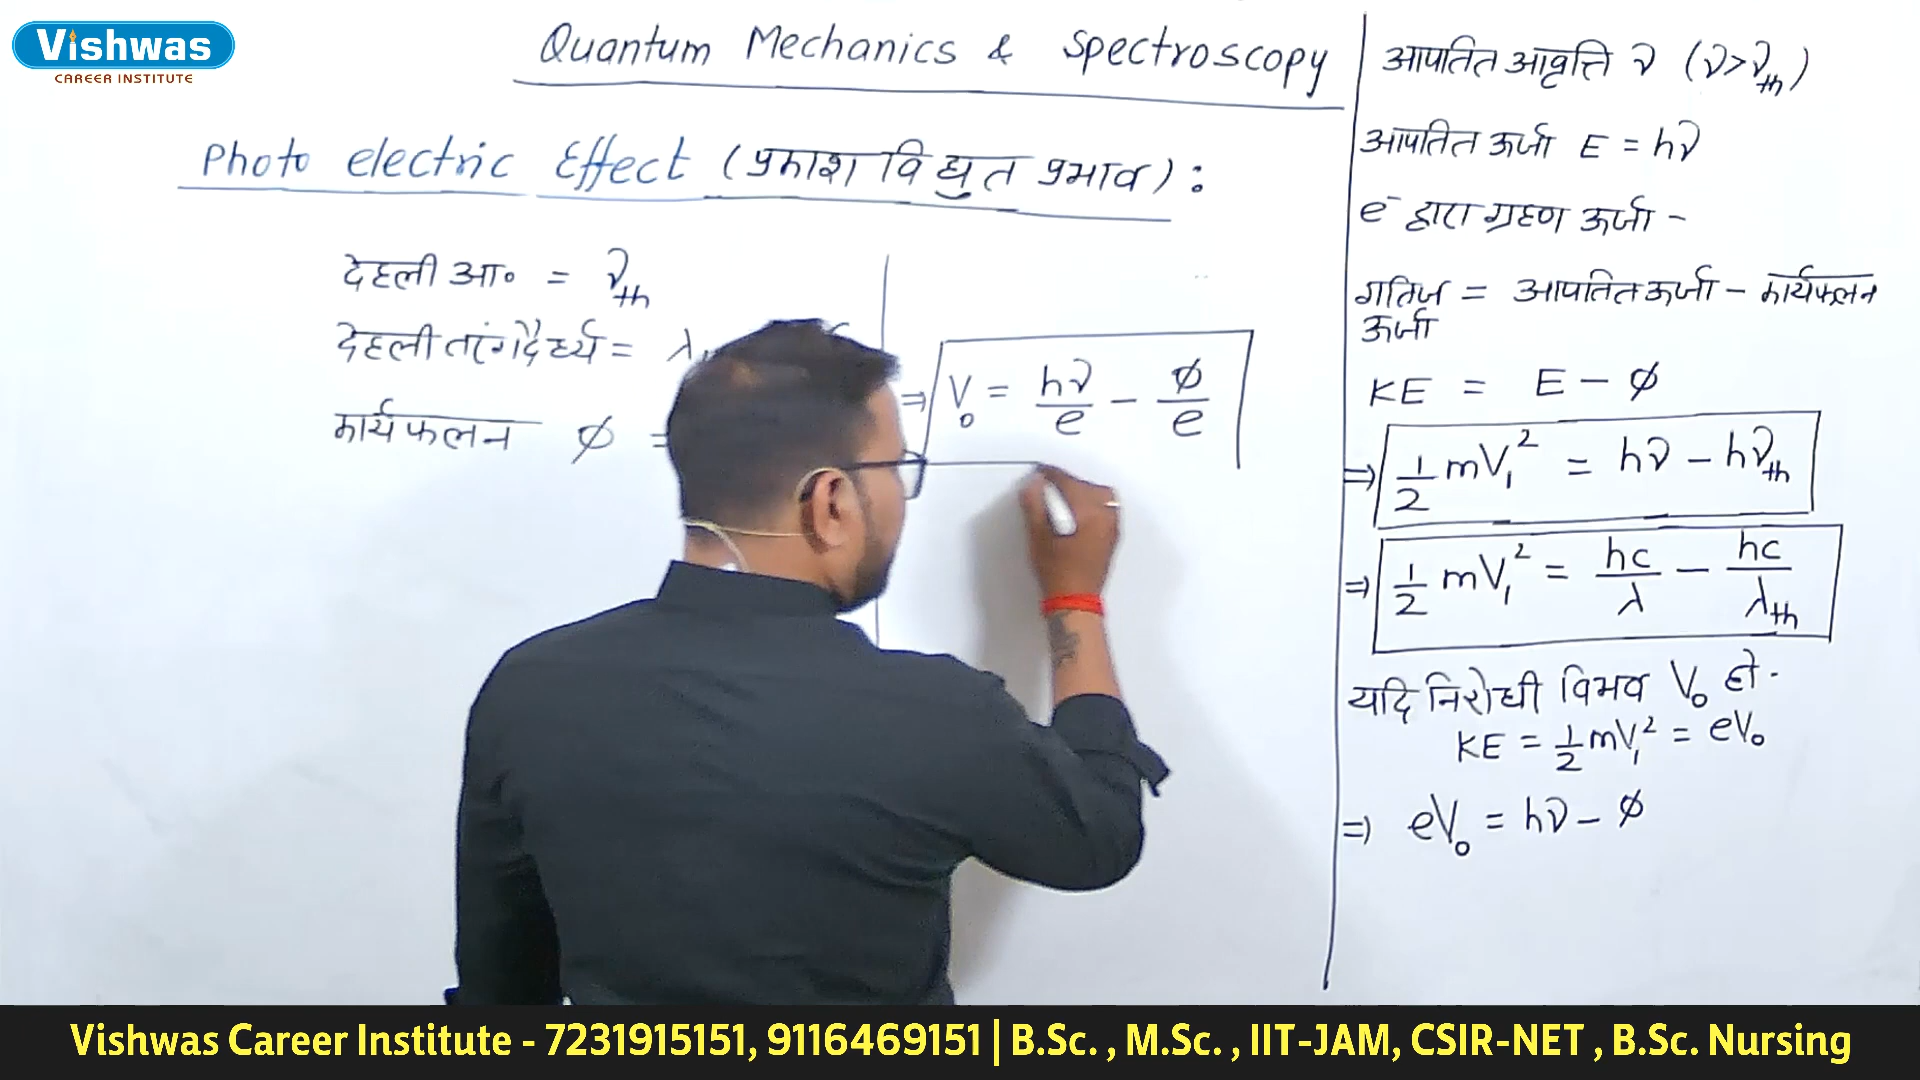 Vishwas
CAREER INSTITUTE
Quantum Mechanics & Spectroscopy
Photo electric Effect (प्रकाश विद्युत प्रभाव) :
देहली आ० = ν_th
देहली तरंगदैर्ध्य = λ
कार्यफलन φ =
⇒ V₀ = hν/e - φ/e
आपतित आवृत्ति ν (ν>ν_th)
आपतित ऊर्जा E = hν
e⁻ द्वारा ग्रहण ऊर्जा -
गतिज = आपतित ऊर्जा - कार्यफलन
ऊर्जा
KE = E - φ
⇒ 1/2 mV₁² = hν - hν_th
⇒ 1/2 mV₁² = hc/λ - hc/λ_th
यदि निरोधी विभव V₀ हो -
KE = 1/2 mV₁² = eV₀
⇒ eV₀ = hν - φ
Vishwas Career Institute - 7231915151, 9116469151 | B.Sc. , M.Sc. , IIT-JAM, CSIR-NET , B.Sc. Nursing